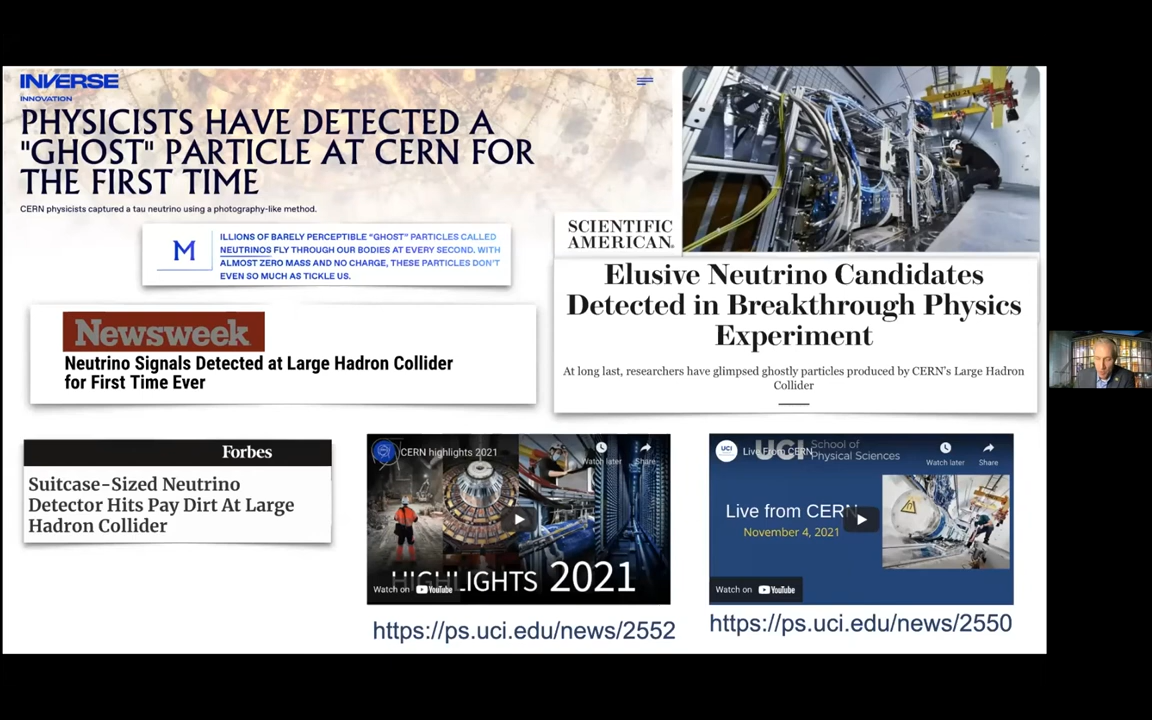 INVERSE
INNOVATION
PHYSICISTS HAVE DETECTED A
"GHOST" PARTICLE AT CERN FOR
THE FIRST TIME
CERN physicists captured a tau neutrino using a photography-like method.
M
ILLIONS OF BARELY PERCEPTIBLE “GHOST” PARTICLES CALLED
NEUTRINOS FLY THROUGH OUR BODIES AT EVERY SECOND. WITH
ALMOST ZERO MASS AND NO CHARGE, THESE PARTICLES DON'T
EVEN SO MUCH AS TICKLE US.
Newsweek
Neutrino Signals Detected at Large Hadron Collider
for First Time Ever
SCIENTIFIC
AMERICAN
Elusive Neutrino Candidates
Detected in Breakthrough Physics
Experiment
At long last, researchers have glimpsed ghostly particles produced by CERN's Large Hadron
Collider
Forbes
Suitcase-Sized Neutrino
Detector Hits Pay Dirt At Large
Hadron Collider
CERN highlights 2021
Watch later
Share
HIGHLIGHTS 2021
Watch on YouTube
https://ps.uci.edu/news/2552
UCI
Live From CERN
UCI School of
Physical Sciences
Watch later
Share
Live from CERN
November 4, 2021
Watch on YouTube
https://ps.uci.edu/news/2550